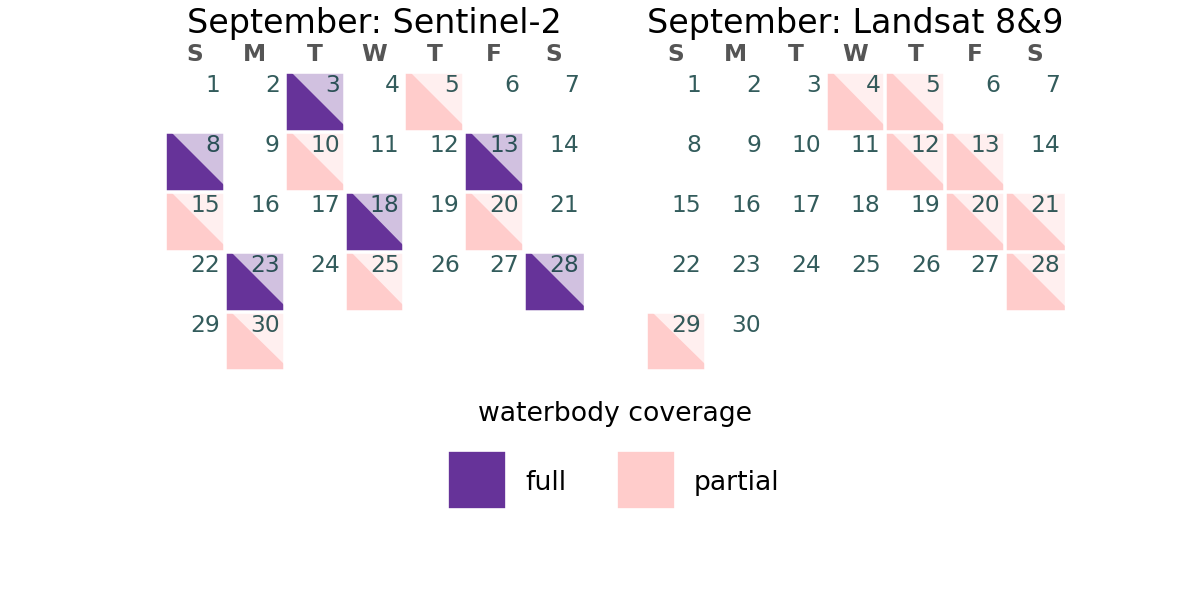 September: Sentinel-2
S M T W T F S
1 2 3 4 5 6 7
8 9 10 11 12 13 14
15 16 17 18 19 20 21
22 23 24 25 26 27 28
29 30
September: Landsat 8&9
S M T W T F S
1 2 3 4 5 6 7
8 9 10 11 12 13 14
15 16 17 18 19 20 21
22 23 24 25 26 27 28
29 30
waterbody coverage
full partial